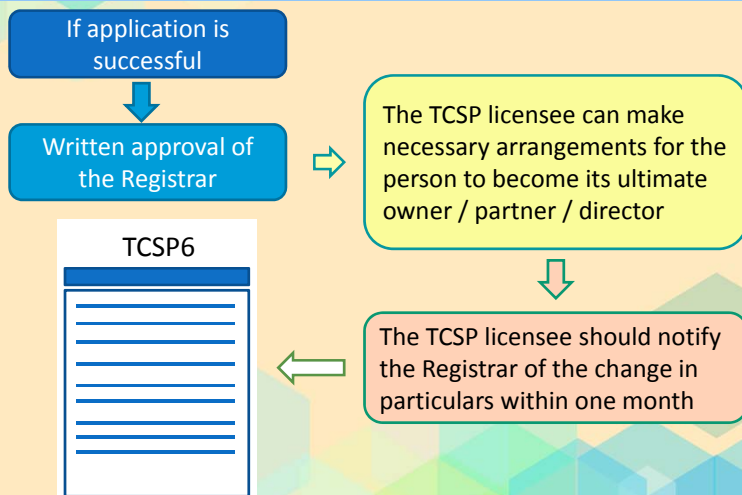 If application is
successful
Written approval of
the Registrar
The TCSP licensee can make
necessary arrangements for the
person to become its ultimate
owner / partner / director
The TCSP licensee should notify
the Registrar of the change in
particulars within one month
TCSP6